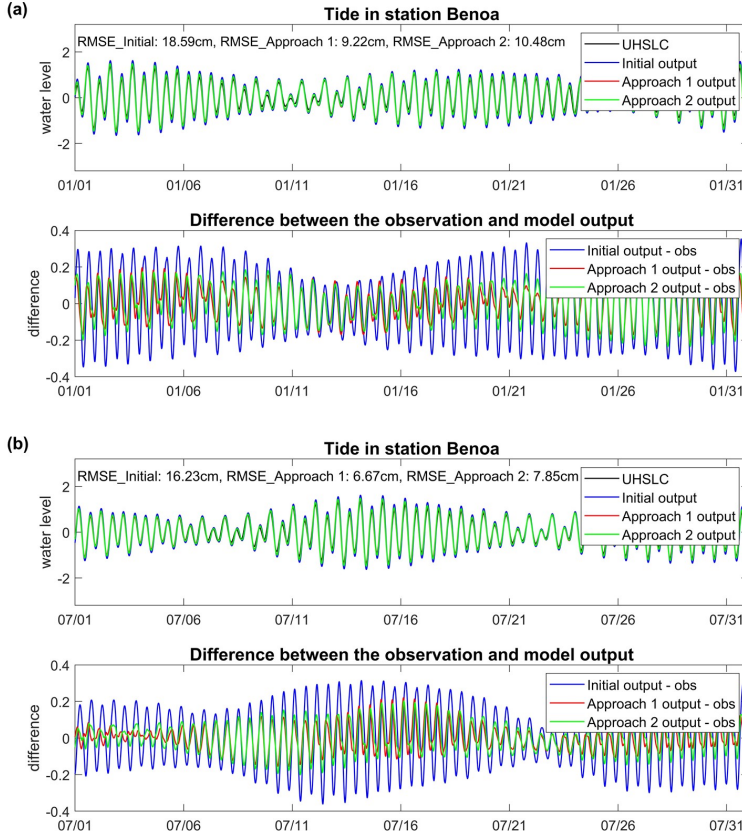 (a)
Tide in station Benoa
RMSE_Initial: 18.59cm, RMSE_Approach 1: 9.22cm, RMSE_Approach 2: 10.48cm
UHSLC
Initial output
Approach 1 output
Approach 2 output
water level
2
0
-2
01/01 01/06 01/11 01/16 01/21 01/26 01/31
Difference between the observation and model output
Initial output - obs
Approach 1 output - obs
Approach 2 output - obs
difference
0.4
0.2
0
-0.2
-0.4
01/01 01/06 01/11 01/16 01/21 01/26 01/31
(b)
Tide in station Benoa
RMSE_Initial: 16.23cm, RMSE_Approach 1: 6.67cm, RMSE_Approach 2: 7.85cm
UHSLC
Initial output
Approach 1 output
Approach 2 output
water level
2
0
-2
07/01 07/06 07/11 07/16 07/21 07/26 07/31
Difference between the observation and model output
Initial output - obs
Approach 1 output - obs
Approach 2 output - obs
difference
0.4
0.2
0
-0.2
-0.4
07/01 07/06 07/11 07/16 07/21 07/26 07/31